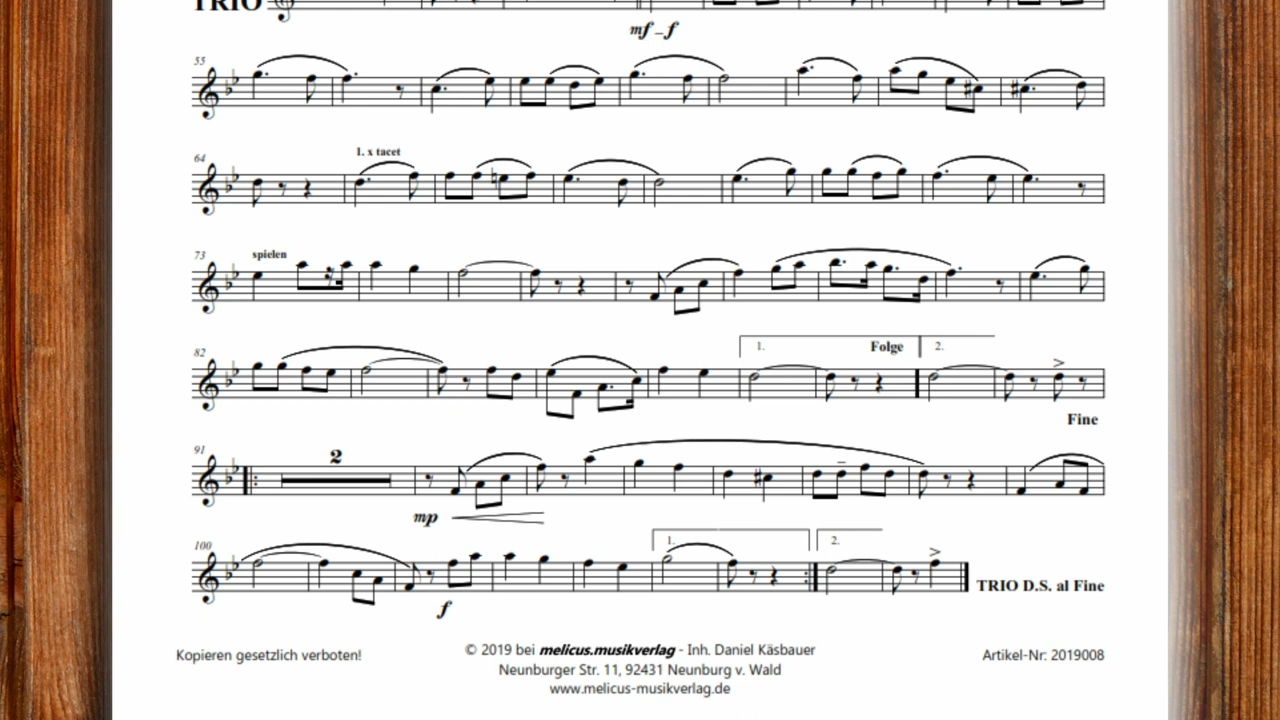 TRIO
mf – f
55
64
1. x tacet
73
spielen
82
1.
Folge
2.
Fine
91
2
mp
100
1.
2.
f
TRIO D.S. al Fine
Kopieren gesetzlich verboten!
© 2019 bei melicus.musikverlag - Inh. Daniel Käsbauer
Neunburger Str. 11, 92431 Neunburg v. Wald
www.melicus-musikverlag.de
Artikel-Nr: 2019008